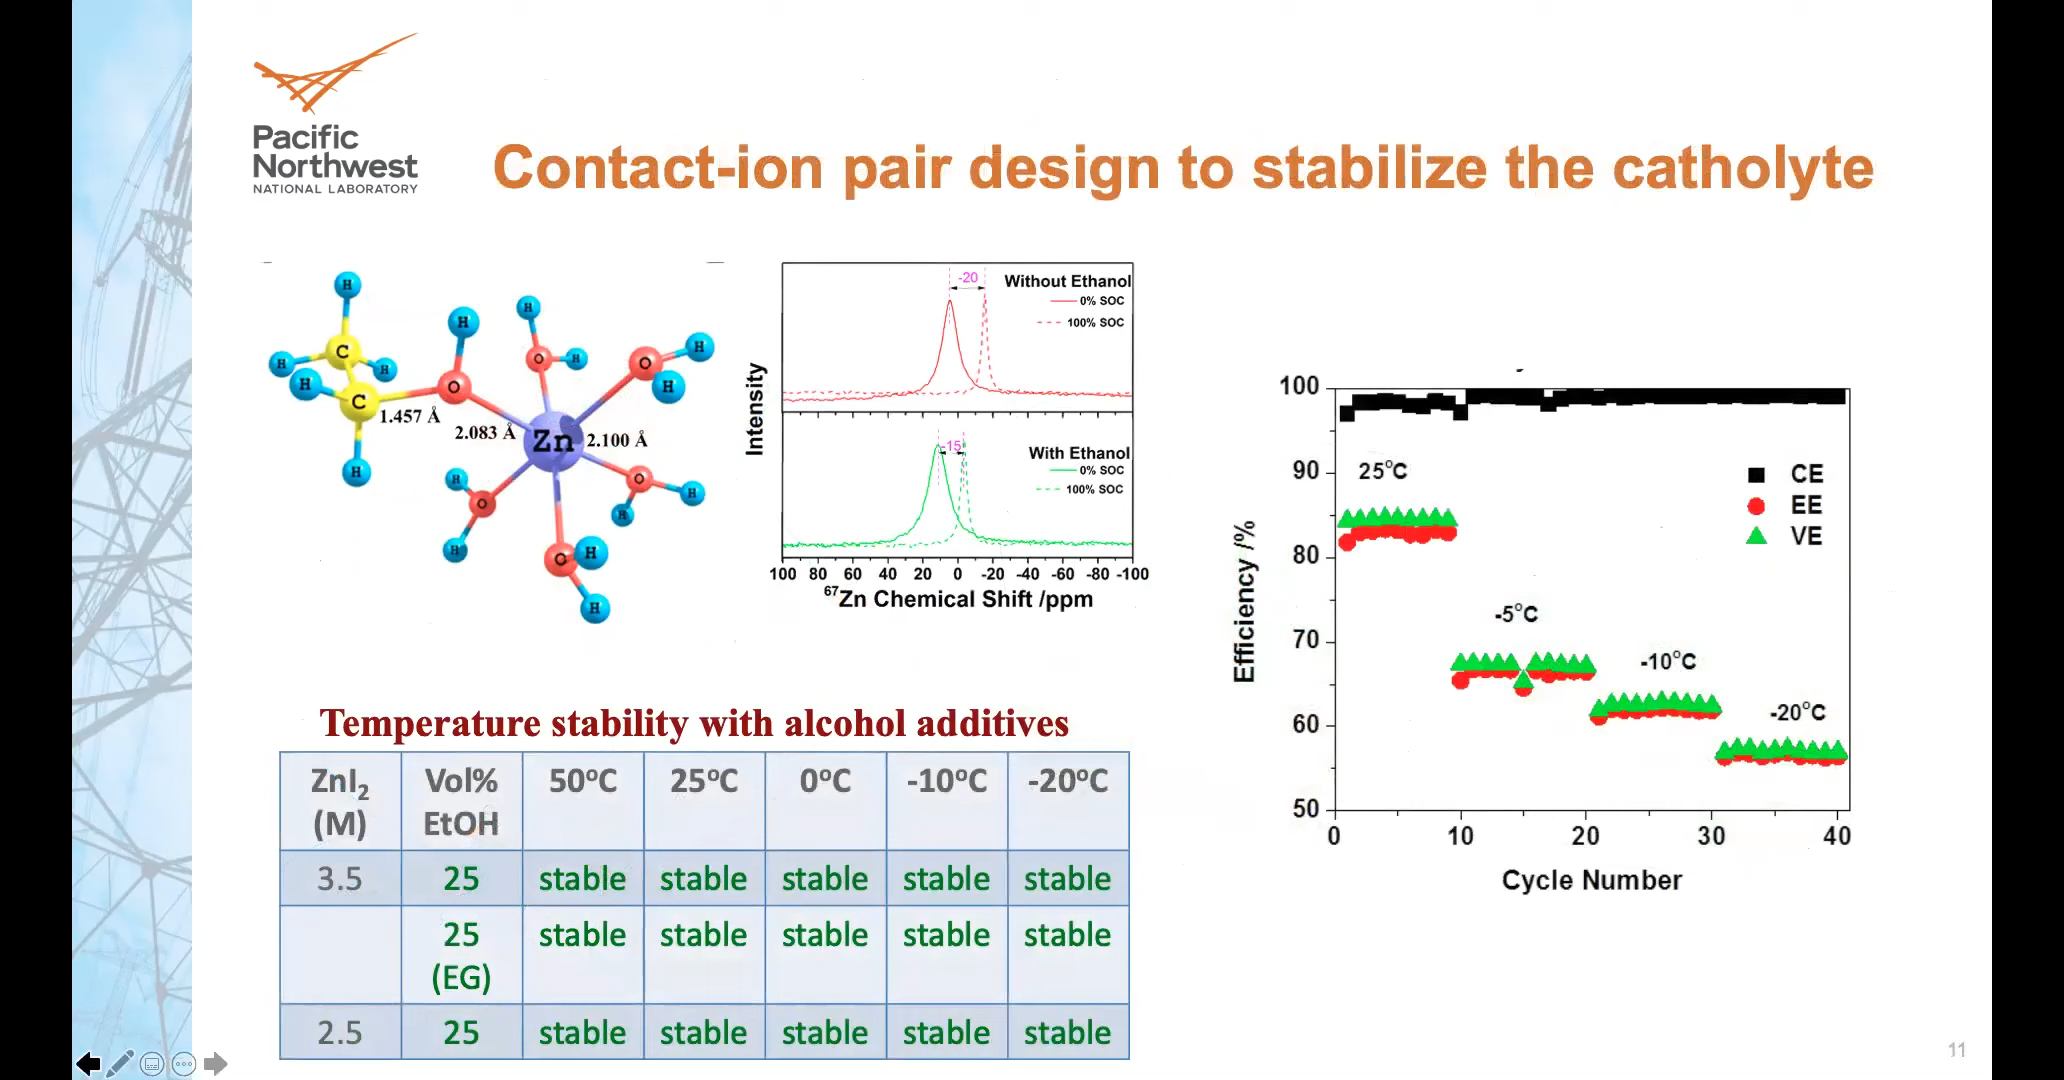 Pacific
Northwest
NATIONAL LABORATORY
Contact-ion pair design to stabilize the catholyte
H
H
H
H
C
H
H
C
O
1.457 Å
2.083 Å
Zn
2.100 Å
H
O
H
O
H
H
H
H
O
H
O
H
H
O
H
H
Intensity
-20
Without Ethanol
0% SOC
100% SOC
-15
With Ethanol
0% SOC
100% SOC
100 80 60 40 20 0 -20 -40 -60 -80 -100
⁶⁷Zn Chemical Shift /ppm
Efficiency /%
100
90
80
70
60
50
25°C
-5°C
-10°C
-20°C
CE
EE
VE
0 10 20 30 40
Cycle Number
Temperature stability with alcohol additives
ZnI₂ (M) Vol% EtOH 50°C 25°C 0°C -10°C -20°C
3.5 25 stable stable stable stable stable
25 (EG) stable stable stable stable stable
2.5 25 stable stable stable stable stable
11